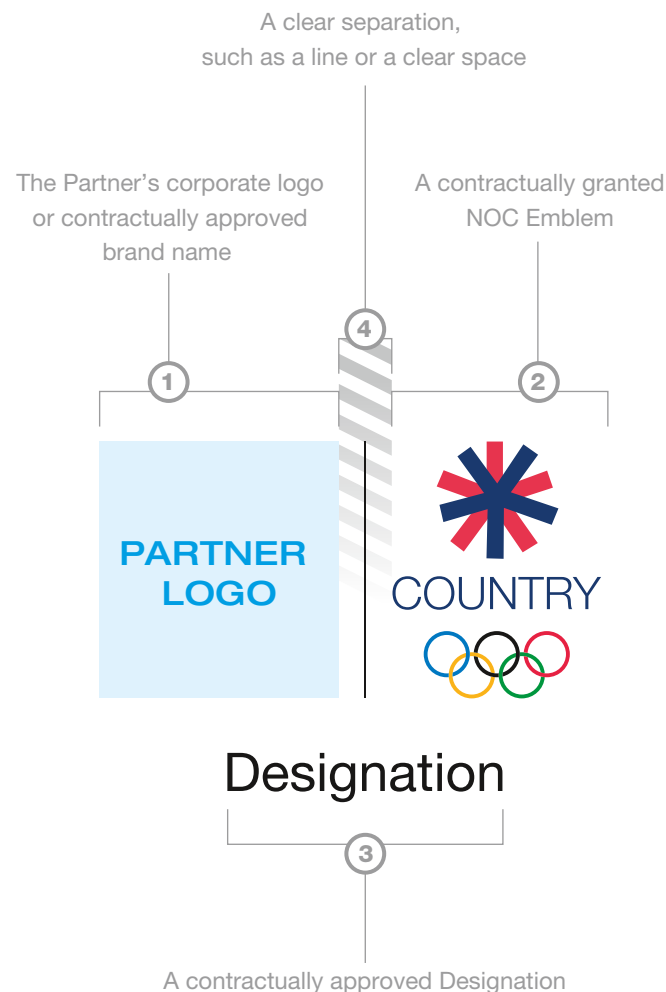 A clear separation,
such as a line or a clear space
The Partner’s corporate logo
or contractually approved
brand name
A contractually granted
NOC Emblem
4
1
2
PARTNER
LOGO
COUNTRY
Designation
3
A contractually approved Designation